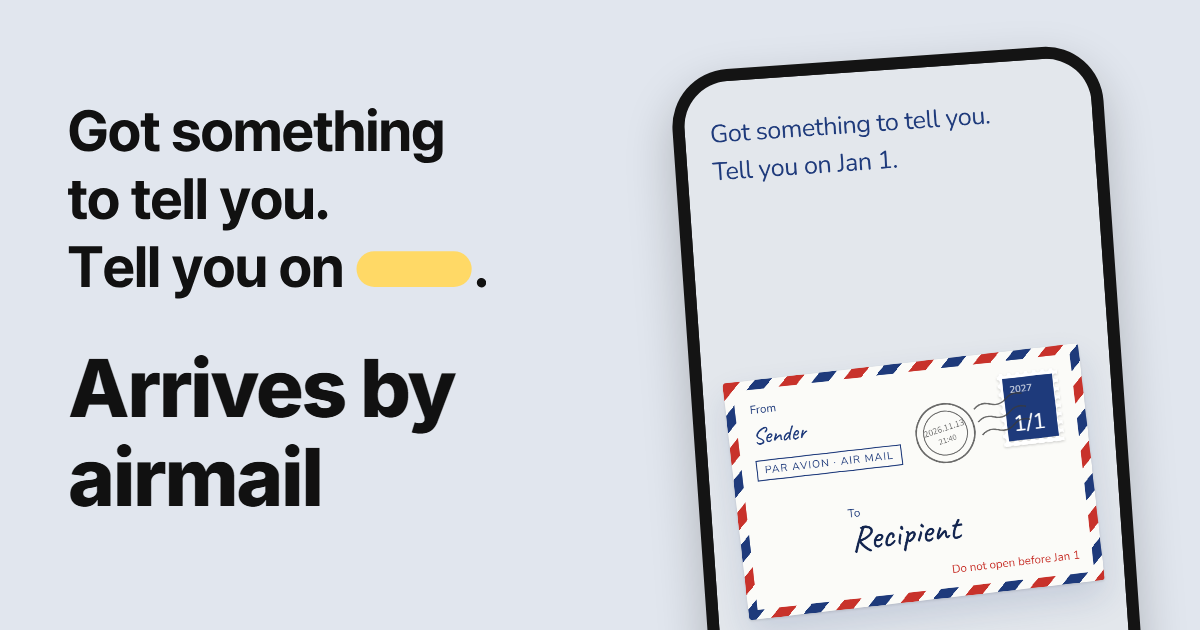 Got something
to tell you.
Tell you on .
Arrives by
airmail
Got something to tell you.
Tell you on Jan 1.
From
Sender
PAR AVION · AIR MAIL
2026.11.13
21:40
2027
1/1
To
Recipient
Do not open before Jan 1